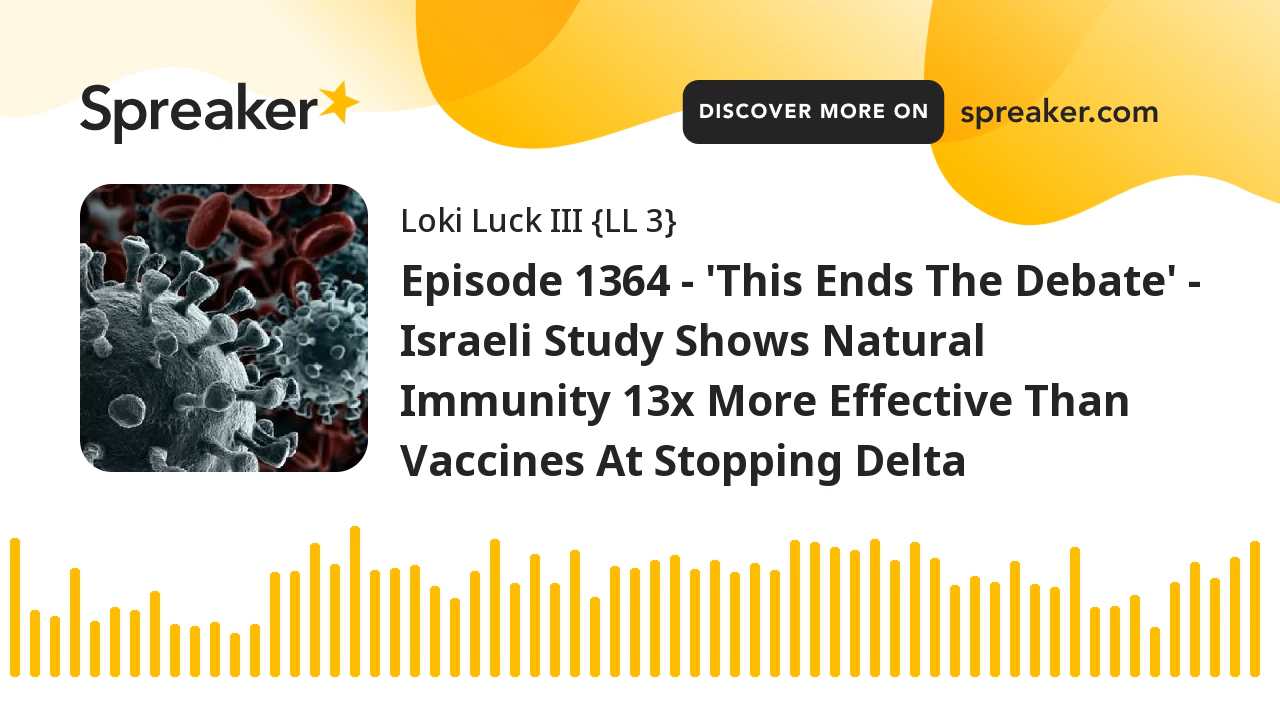 Spreaker
DISCOVER MORE ON
spreaker.com
Loki Luck III {LL 3}
Episode 1364 - 'This Ends The Debate' -
Israeli Study Shows Natural
Immunity 13x More Effective Than
Vaccines At Stopping Delta